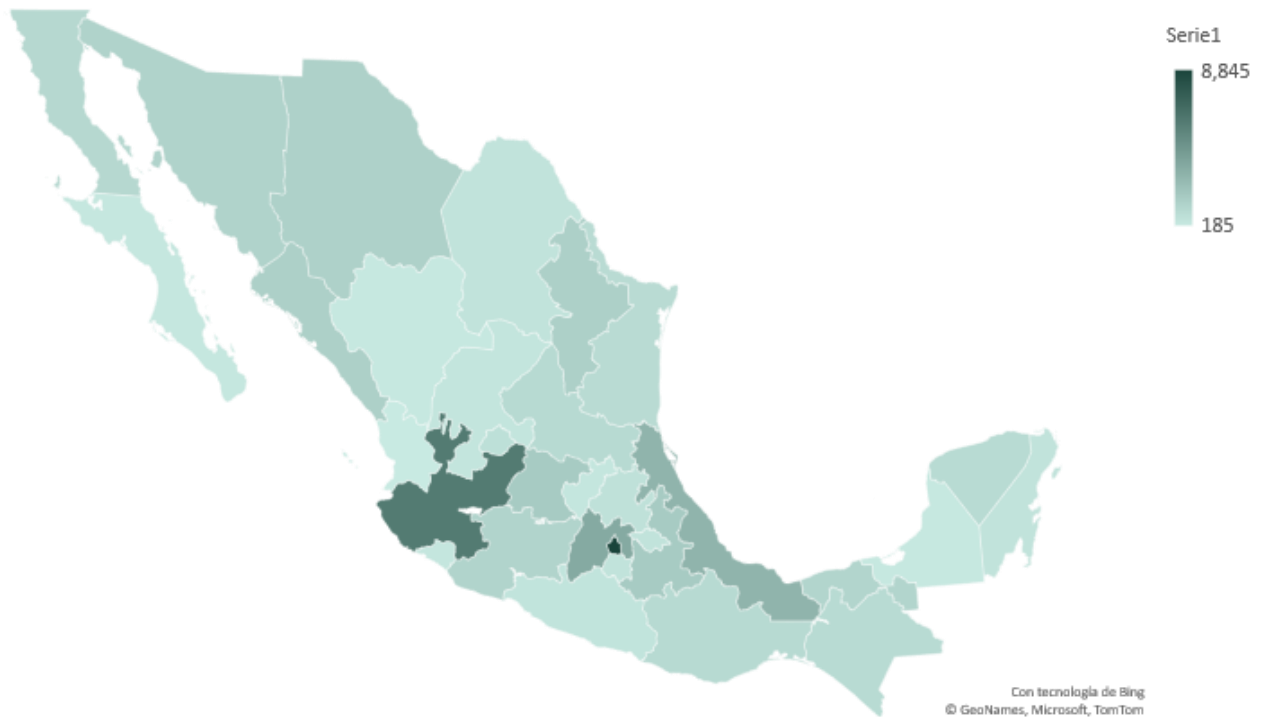 Serie1
8,845
185
Con tecnología de Bing
© GeoNames, Microsoft, TomTom